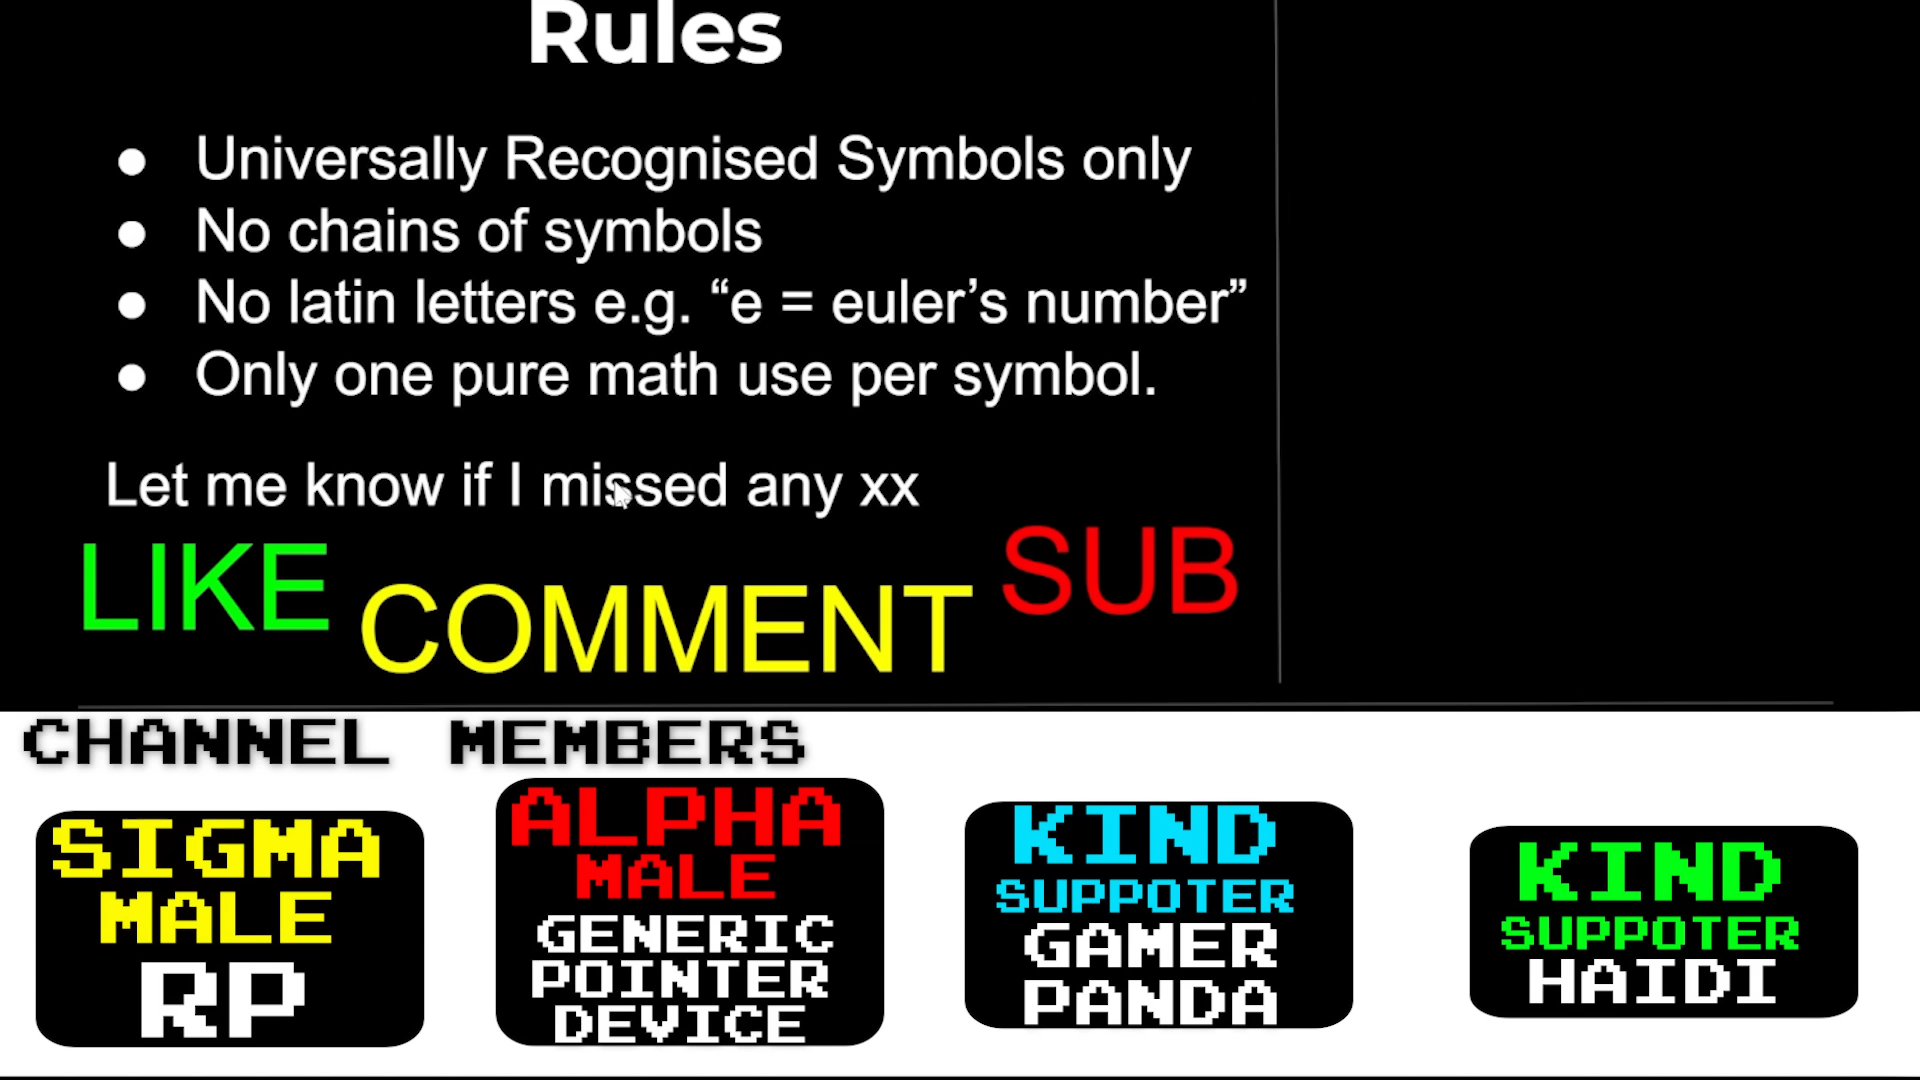 Rules
● Universally Recognised Symbols only
● No chains of symbols
● No latin letters e.g. “e = euler’s number”
● Only one pure math use per symbol.
Let me know if I missed any xx
LIKE COMMENT SUB
CHANNEL MEMBERS
SIGMA
MALE
RP
ALPHA
MALE
GENERIC
POINTER
DEVICE
KIND
SUPPOTER
GAMER
PANDA
KIND
SUPPOTER
HAIDI